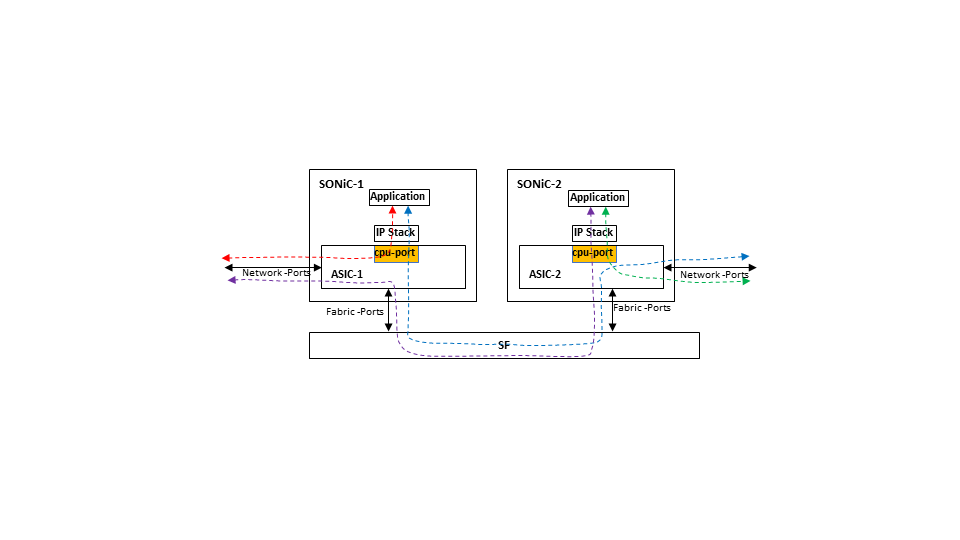 SONiC-1
SONiC-2
Application
Application
IP Stack
IP Stack
cpu-port
cpu-port
ASIC-1
ASIC-2
Network -Ports
Network -Ports
Fabric -Ports
Fabric -Ports
SF